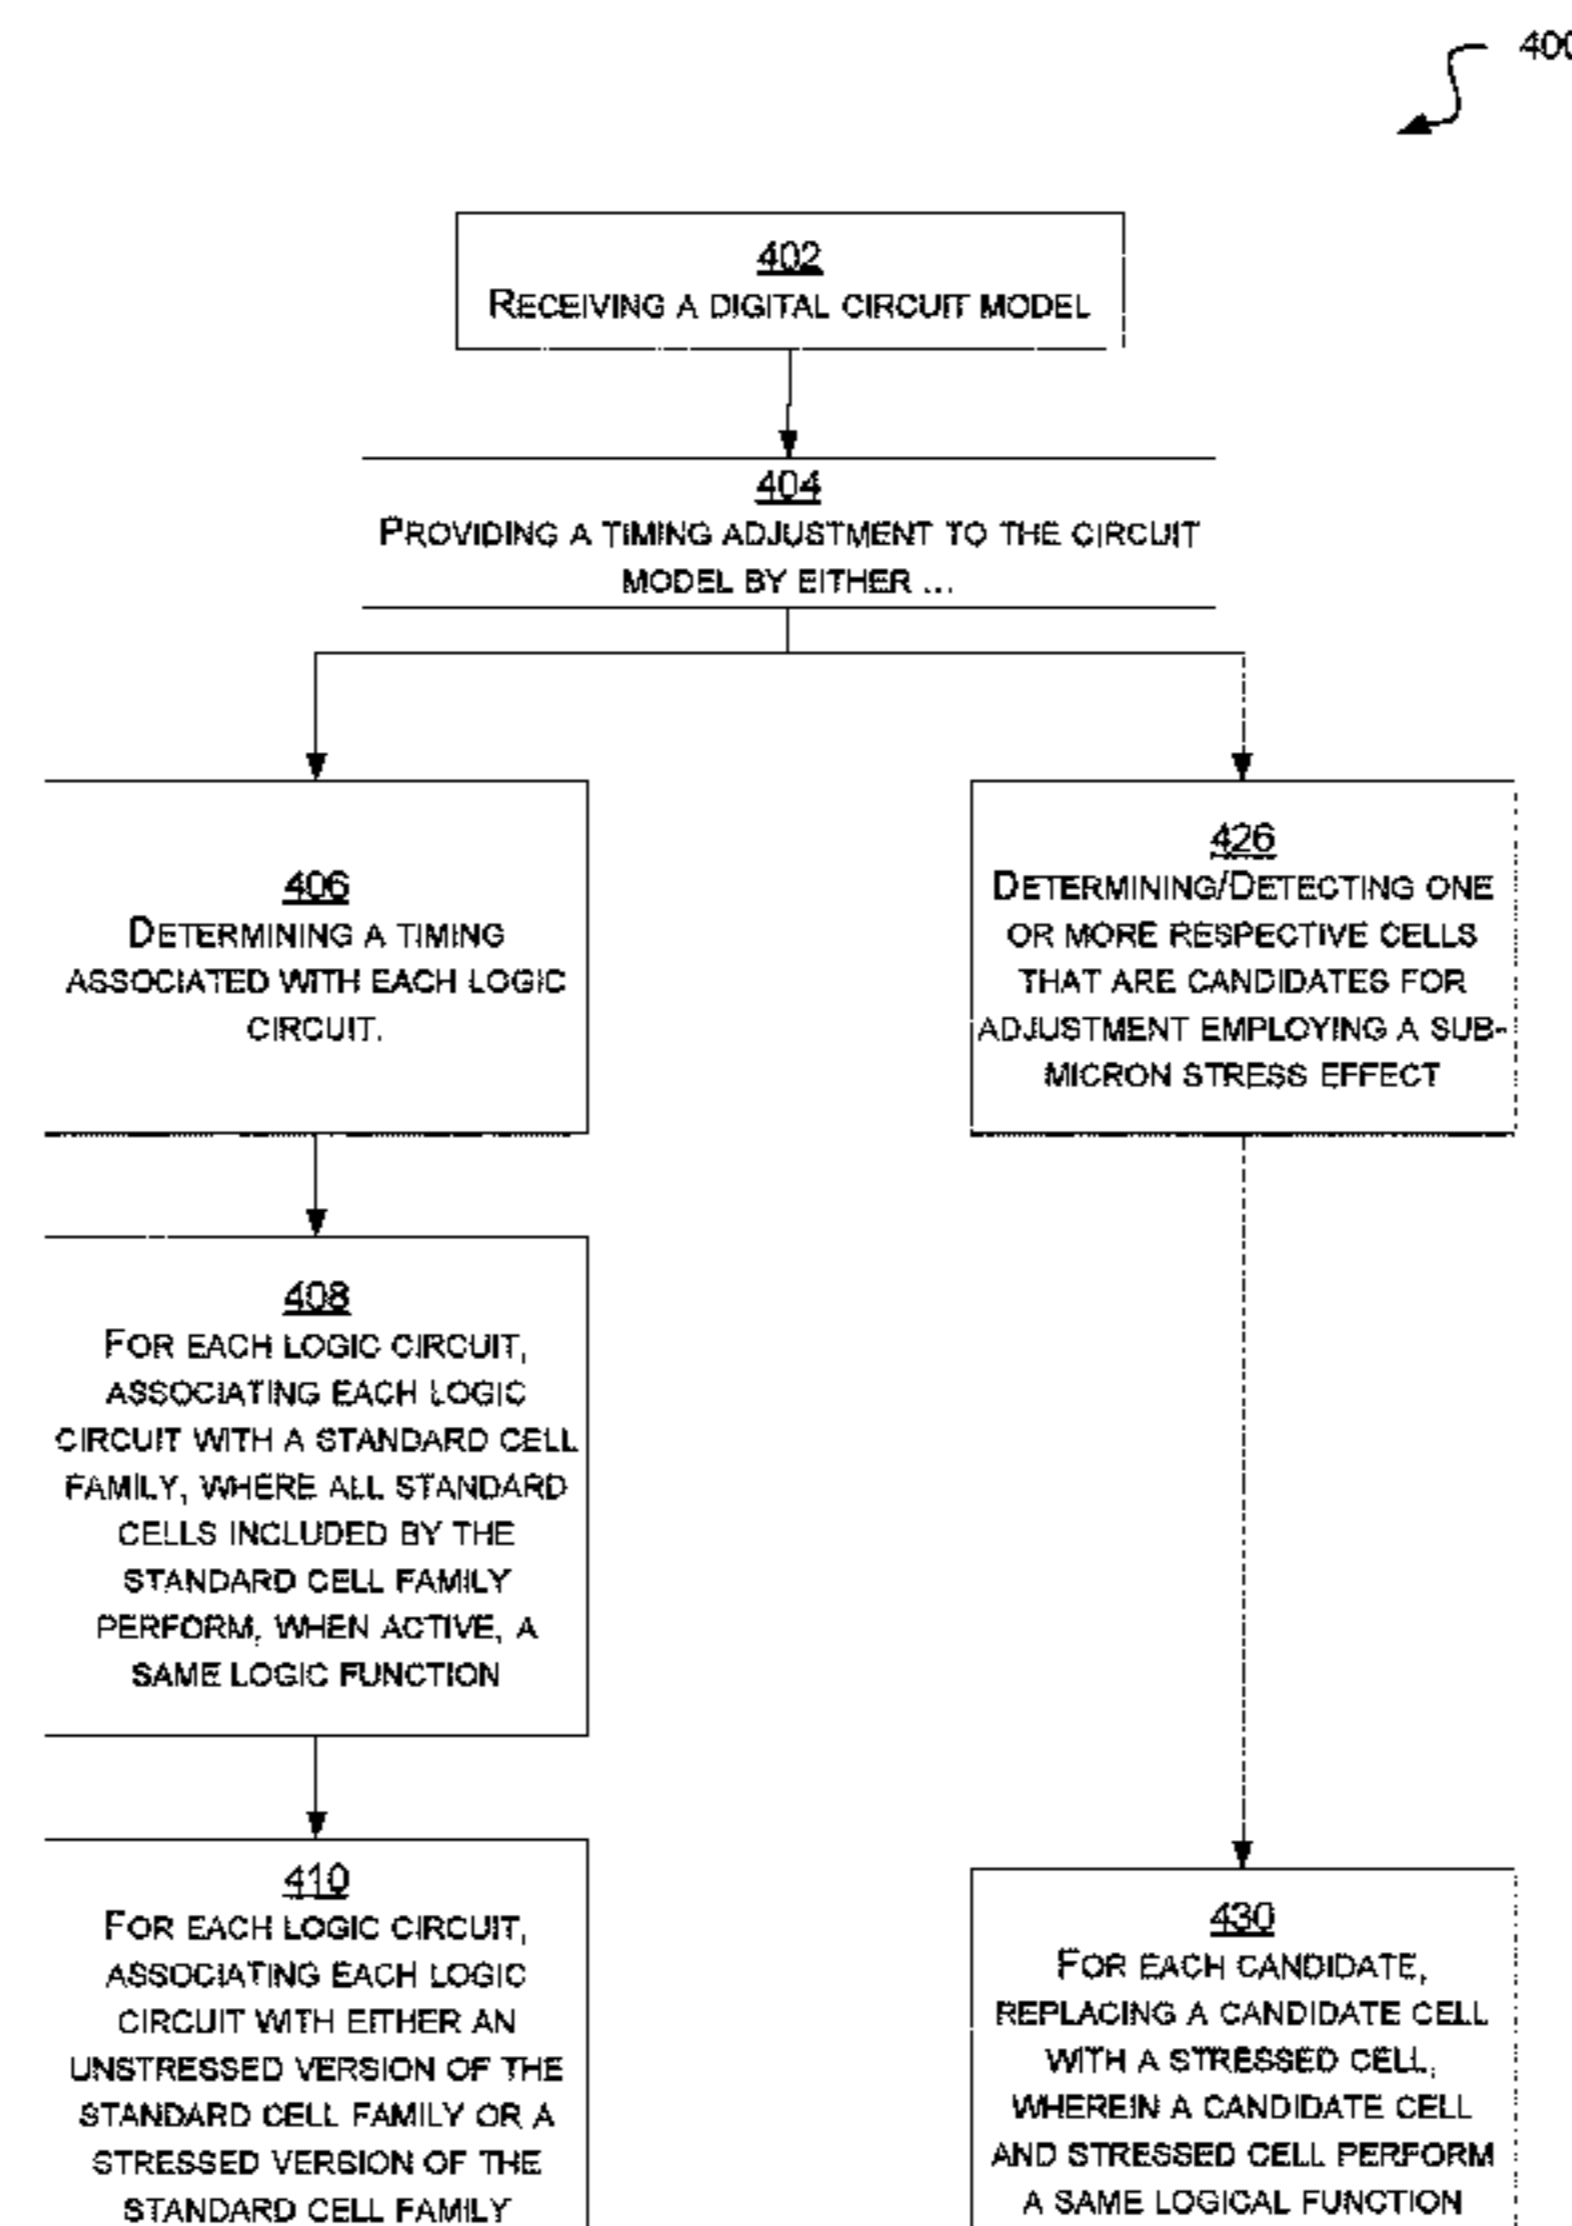 400
402
RECEIVING A DIGITAL CIRCUIT MODEL
404
PROVIDING A TIMING ADJUSTMENT TO THE CIRCUIT
MODEL BY EITHER ...
406
DETERMINING A TIMING
ASSOCIATED WITH EACH LOGIC
CIRCUIT.
408
FOR EACH LOGIC CIRCUIT,
ASSOCIATING EACH LOGIC
CIRCUIT WITH A STANDARD CELL
FAMILY, WHERE ALL STANDARD
CELLS INCLUDED BY THE
STANDARD CELL FAMILY
PERFORM, WHEN ACTIVE, A
SAME LOGIC FUNCTION
410
FOR EACH LOGIC CIRCUIT,
ASSOCIATING EACH LOGIC
CIRCUIT WITH EITHER AN
UNSTRESSED VERSION OF THE
STANDARD CELL FAMILY OR A
STRESSED VERSION OF THE
STANDARD CELL FAMILY
426
DETERMINING/DETECTING ONE
OR MORE RESPECTIVE CELLS
THAT ARE CANDIDATES FOR
ADJUSTMENT EMPLOYING A SUB-
MICRON STRESS EFFECT
430
FOR EACH CANDIDATE,
REPLACING A CANDIDATE CELL
WITH A STRESSED CELL,
WHEREIN A CANDIDATE CELL
AND STRESSED CELL PERFORM
A SAME LOGICAL FUNCTION